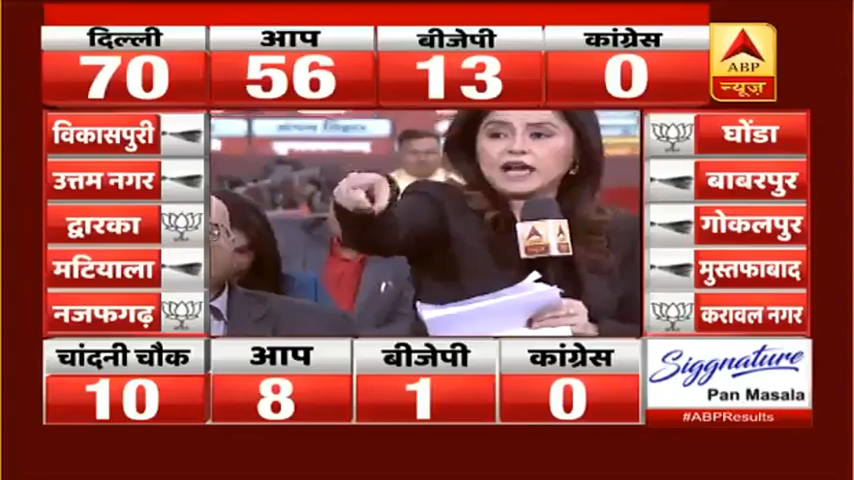 दिल्ली आप बीजेपी कांग्रेस
70 56 13 0
ABP
न्यूज़
विकासपुरी
उत्तम नगर
द्वारका
मटियाला
नजफगढ़
घोंडा
बाबरपुर
गोकलपुर
मुस्तफाबाद
करावल नगर
चांदनी चौक आप बीजेपी कांग्रेस
10 8 1 0
Siggnature
Pan Masala
#ABPResults